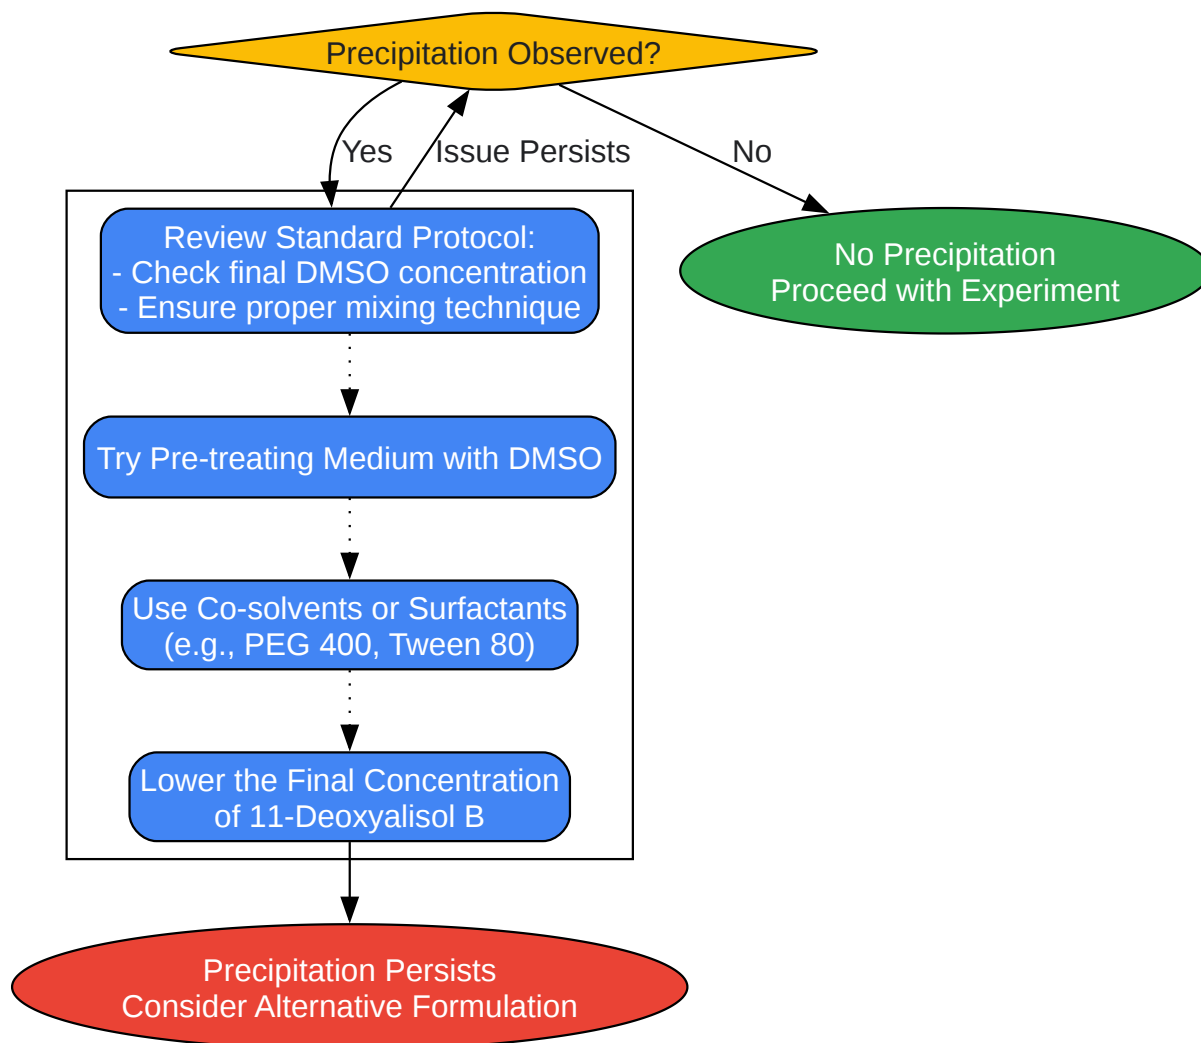 Precipitation Observed?
Yes
Issue Persists
No
Review Standard Protocol:
- Check final DMSO concentration
- Ensure proper mixing technique
No Precipitation
Proceed with Experiment
Try Pre-treating Medium with DMSO
Use Co-solvents or Surfactants
(e.g., PEG 400, Tween 80)
Lower the Final Concentration
of 11-Deoxyalisol B
Precipitation Persists
Consider Alternative Formulation